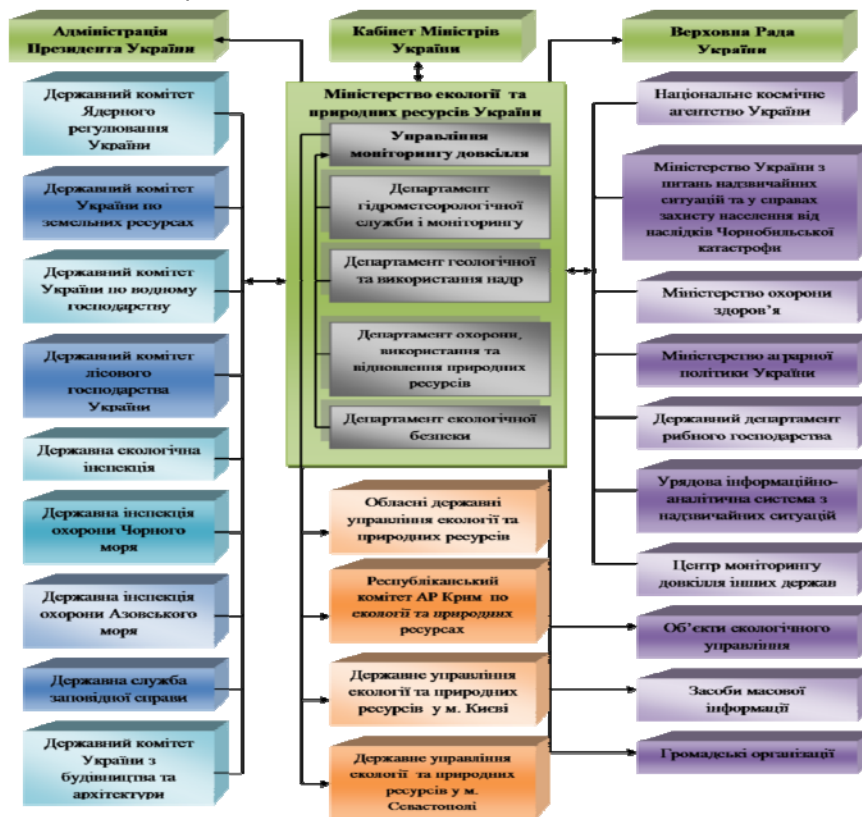 Адміністрація
Президента України
Кабінет Міністрів
України
Верховна Рада
України
Державний комітет
Ядерного
регулювання
України
Державний комітет
України по
земельних ресурсах
Державний комітет
України по водному
господарству
Державний комітет
лісового
господарства
України
Державна екологічна
інспекція
Державна інспекція
охорони Чорного
моря
Державна інспекція
охорони Азовського
моря
Державна служба
заповідної справи
Державний комітет
України з
будівництва та
архітектури
Міністерство екології та
природних ресурсів України
Управління
моніторингу довкілля
Департамент
гідрометеорологічної
служби і моніторингу
Департамент геологічної
та використання надр
Департамент охорони,
використання та
відновлення природних
ресурсів
Департамент екологічної
безпеки
Обласні державні
управління екології та
природних ресурсів
Республіканський
комітет АР Крим по
екології та природних
ресурсах
Державне управління
екології та природних
ресурсів у м. Києві
Державне управління
екології та природних
ресурсів у м.
Севастополі
Національне космічне
агентство України
Міністерство України з
питань надзвичайних
ситуацій та у справах
захисту населення від
наслідків Чорнобильської
катастрофи
Міністерство охорони
здоров’я
Міністерство аграрної
політики України
Державний департамент
рибного господарства
Урядова інформаційно-
аналітична система з
надзвичайних ситуацій
Центр моніторингу
довкілля інших держав
Об’єкти екологічного
управління
Засоби масової
інформації
Громадські організації